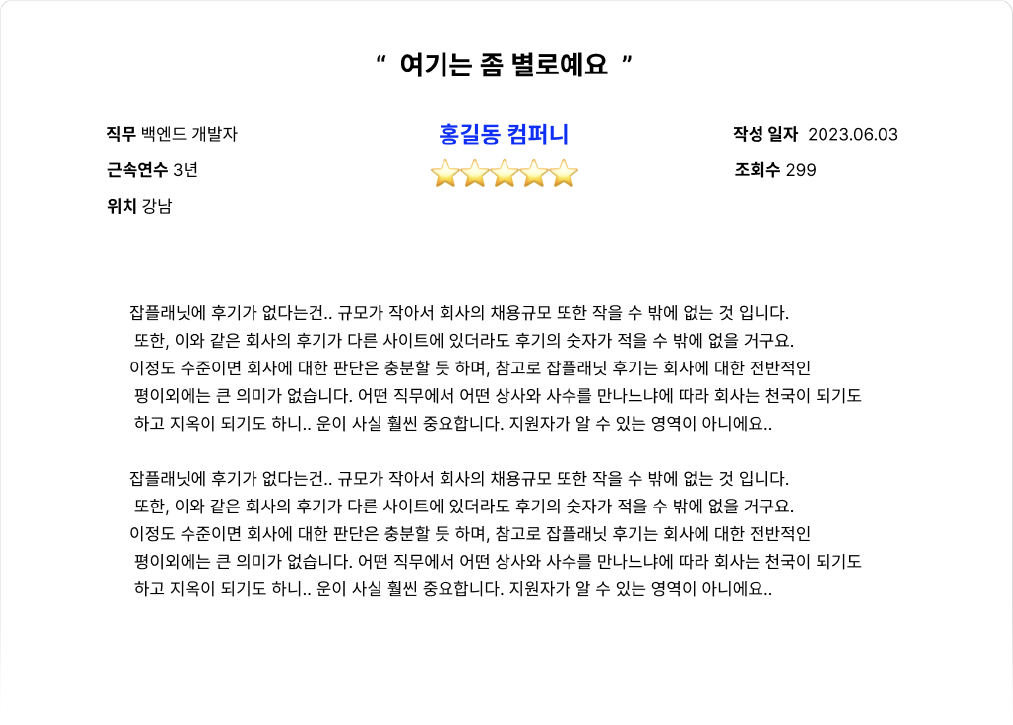 “ 여기는 좀 별로예요 ”
직무 백엔드 개발자
홍길동 컴퍼니
작성 일자 2023.06.03
근속연수 3년
조회수 299
위치 강남
잡플래닛에 후기가 없다는건.. 규모가 작아서 회사의 채용규모 또한 작을 수 밖에 없는 것 입니다.
또한, 이와 같은 회사의 후기가 다른 사이트에 있더라도 후기의 숫자가 적을 수 밖에 없을 거구요.
이정도 수준이면 회사에 대한 판단은 충분할 듯 하며, 참고로 잡플래닛 후기는 회사에 대한 전반적인
평이외에는 큰 의미가 없습니다. 어떤 직무에서 어떤 상사와 사수를 만나느냐에 따라 회사는 천국이 되기도
하고 지옥이 되기도 하니.. 운이 사실 훨씬 중요합니다. 지원자가 알 수 있는 영역이 아니에요..
잡플래닛에 후기가 없다는건.. 규모가 작아서 회사의 채용규모 또한 작을 수 밖에 없는 것 입니다.
또한, 이와 같은 회사의 후기가 다른 사이트에 있더라도 후기의 숫자가 적을 수 밖에 없을 거구요.
이정도 수준이면 회사에 대한 판단은 충분할 듯 하며, 참고로 잡플래닛 후기는 회사에 대한 전반적인
평이외에는 큰 의미가 없습니다. 어떤 직무에서 어떤 상사와 사수를 만나느냐에 따라 회사는 천국이 되기도
하고 지옥이 되기도 하니.. 운이 사실 훨씬 중요합니다. 지원자가 알 수 있는 영역이 아니에요..